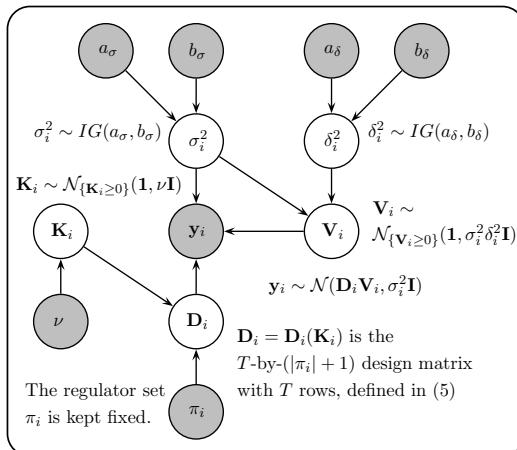 a_σ b_σ a_δ b_δ
σ_i^2 ∼ IG(a_σ, b_σ) σ_i^2 δ_i^2 δ_i^2 ∼ IG(a_δ, b_δ)
K_i ∼ N_{{K_i≥0}}(1, νI)
K_i y_i V_i V_i ∼
N_{{V_i≥0}}(1, σ_i^2 δ_i^2 I)
y_i ∼ N(D_i V_i, σ_i^2 I)
ν D_i D_i = D_i(K_i) is the
T-by-(|π_i| + 1) design matrix
with T rows, defined in (5)
The regulator set
π_i is kept fixed.
π_i